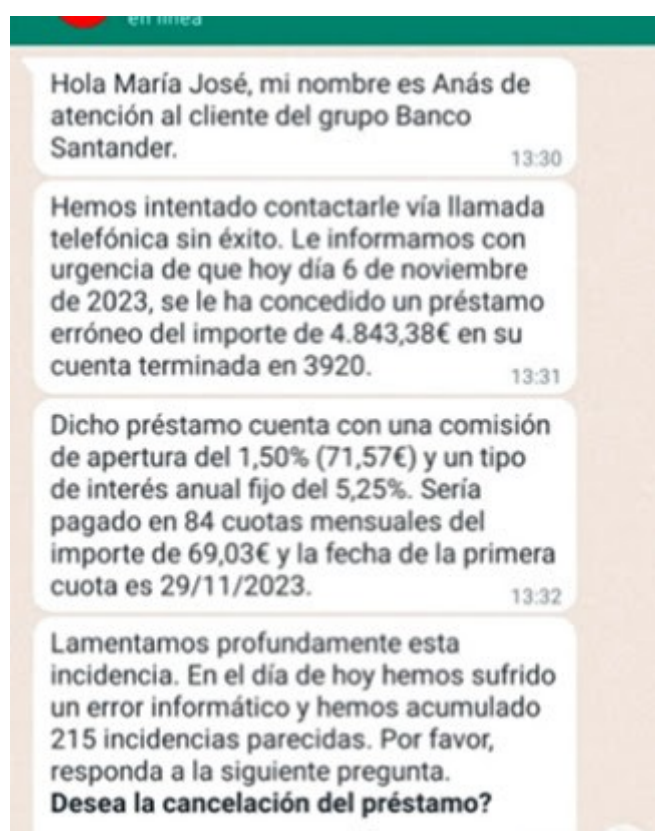 en línea
Hola María José, mi nombre es Anás de
atención al cliente del grupo Banco
Santander.
13:30
Hemos intentado contactarle vía llamada
telefónica sin éxito. Le informamos con
urgencia de que hoy día 6 de noviembre
de 2023, se le ha concedido un préstamo
erróneo del importe de 4.843,38€ en su
cuenta terminada en 3920.
13:31
Dicho préstamo cuenta con una comisión
de apertura del 1,50% (71,57€) y un tipo
de interés anual fijo del 5,25%. Sería
pagado en 84 cuotas mensuales del
importe de 69,03€ y la fecha de la primera
cuota es 29/11/2023.
13:32
Lamentamos profundamente esta
incidencia. En el día de hoy hemos sufrido
un error informático y hemos acumulado
215 incidencias parecidas. Por favor,
responda a la siguiente pregunta.
Desea la cancelación del préstamo?